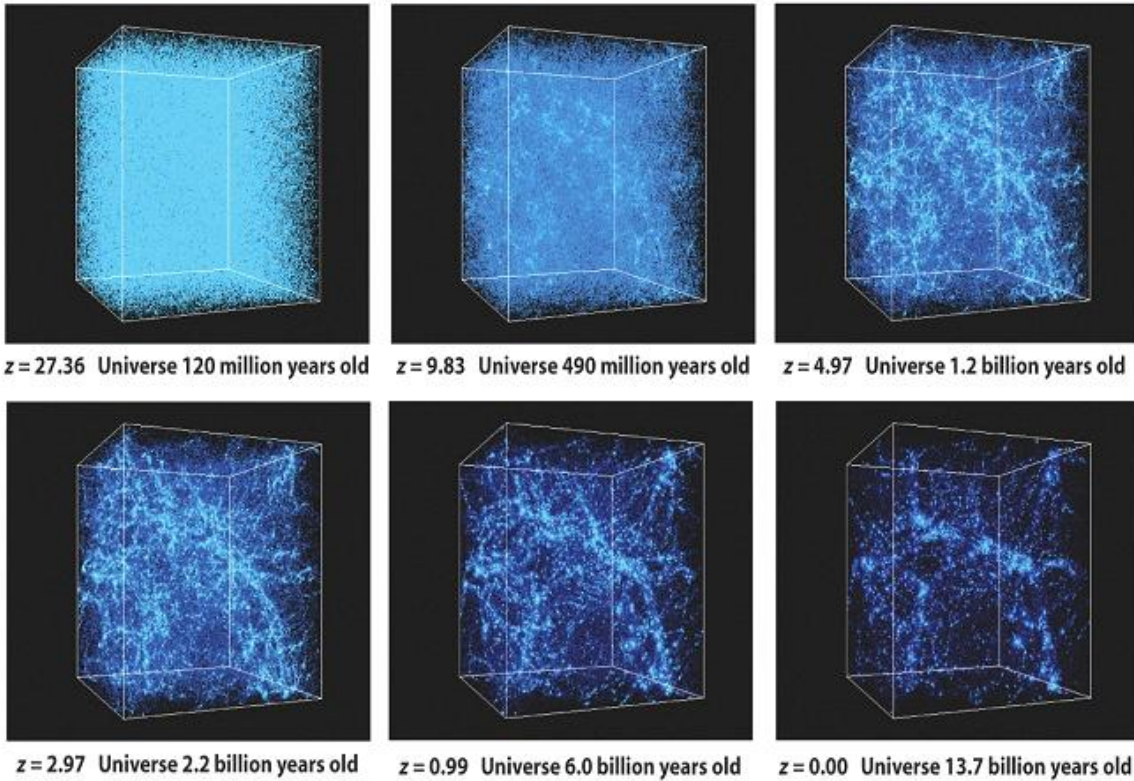 z = 27.36 Universe 120 million years old
z = 9.83 Universe 490 million years old
z = 4.97 Universe 1.2 billion years old
z = 2.97 Universe 2.2 billion years old
z = 0.99 Universe 6.0 billion years old
z = 0.00 Universe 13.7 billion years old